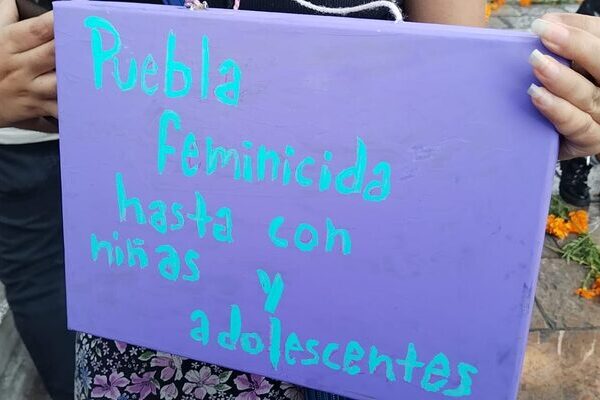 Puebla
feminicida
hasta con
niñas
y
adolescentes